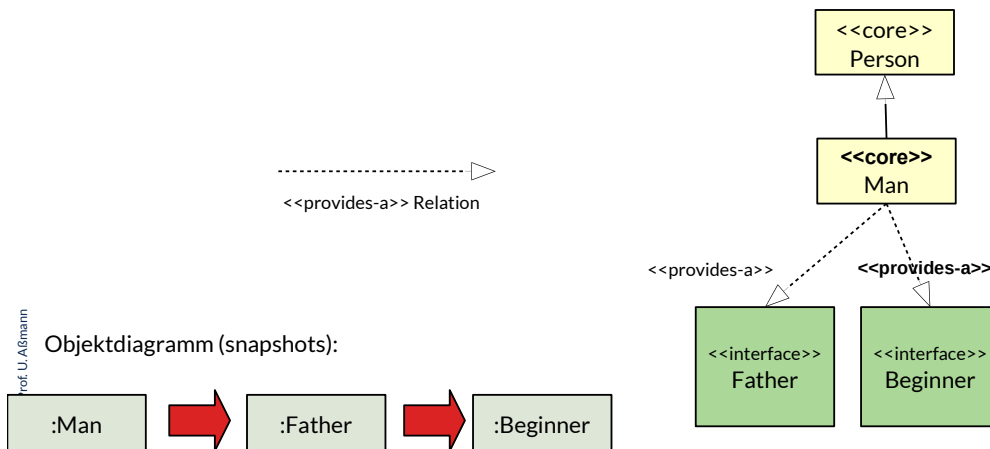 <<core>>
Person
<<core>>
Man
<<provides-a>> Relation
<<provides-a>>
<<provides-a>>
<<interface>>
Father
<<interface>>
Beginner
Prof. U. Aßmann
Objektdiagramm (snapshots):
:Man
:Father
:Beginner